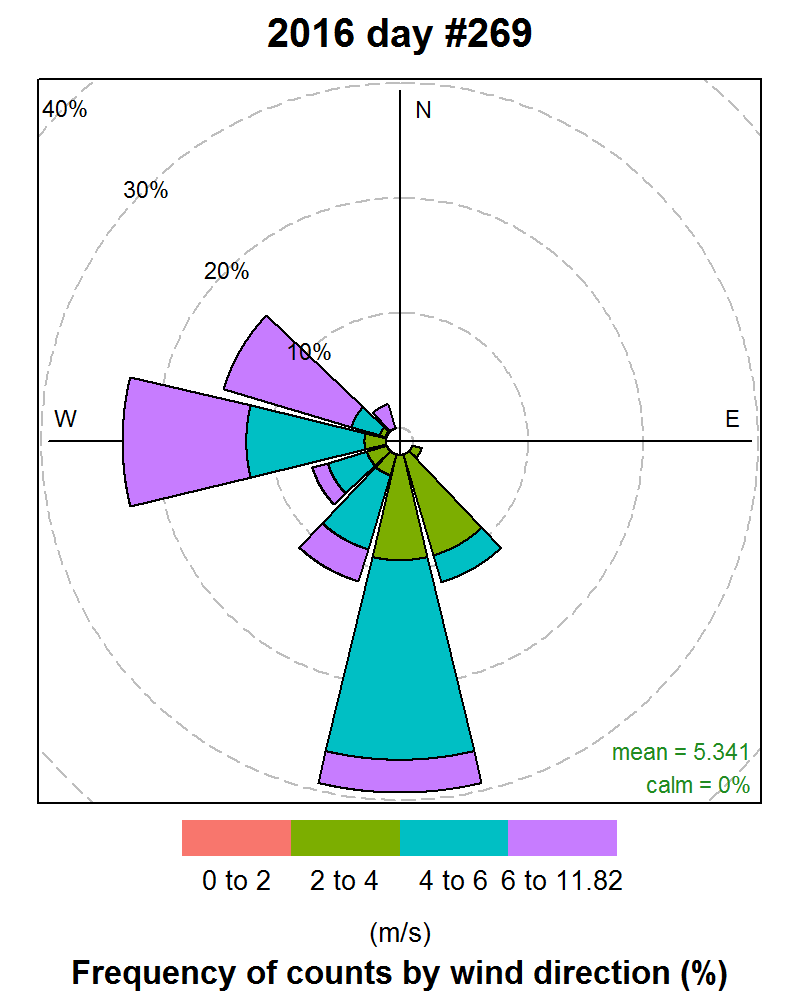 2016 day #269
40%
N
30%
20%
10%
W
E
mean = 5.341
calm = 0%
0 to 2 2 to 4 4 to 6 6 to 11.82
(m/s)
Frequency of counts by wind direction (%)